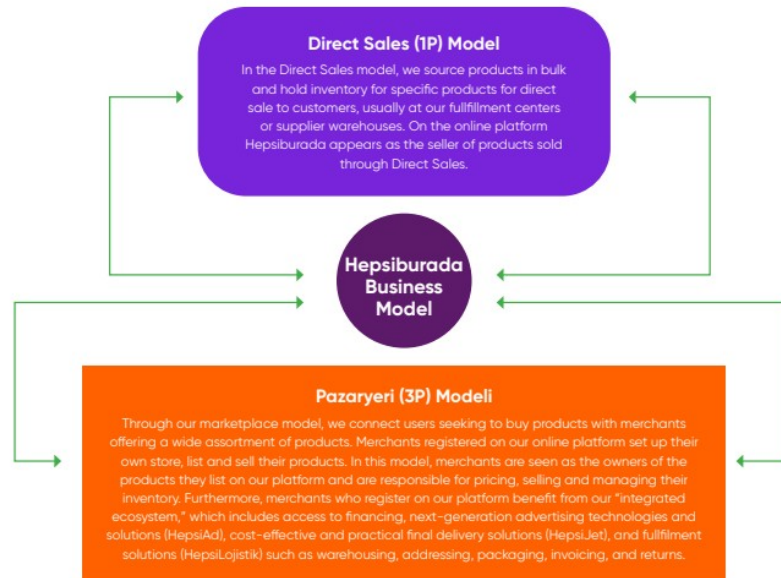 Direct Sales (1P) Model
In the Direct Sales model, we source products in bulk
and hold inventory for specific products for direct
sale to customers, usually at our fullfillment centers
or supplier warehouses. On the online platform
Hepsiburada appears as the seller of products sold
through Direct Sales.
Hepsiburada
Business
Model
Pazaryeri (3P) Modeli
Through our marketplace model, we connect users seeking to buy products with merchants
offering a wide assortment of products. Merchants registered on our online platform set up their
own store, list and sell their products. In this model, merchants are seen as the owners of the
products they list on our platform and are responsible for pricing, selling and managing their
inventory. Furthermore, merchants who register on our platform benefit from our “integrated
ecosystem,” which includes access to financing, next-generation advertising technologies and
solutions (HepsiAd), cost-effective and practical final delivery solutions (HepsiJet), and fullfilment
solutions (HepsiLojistik) such as warehousing, addressing, packaging, invoicing, and returns.